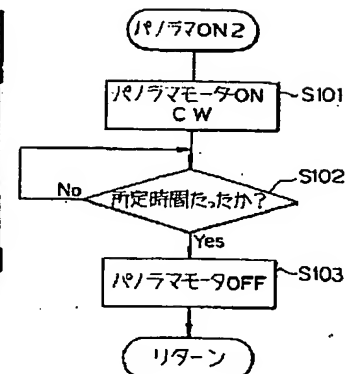 パノラマON2
パノラマモーターON
CW
S101
所定時間たったか?
S102
No
Yes
パノラマモータOFF
S103
リターン